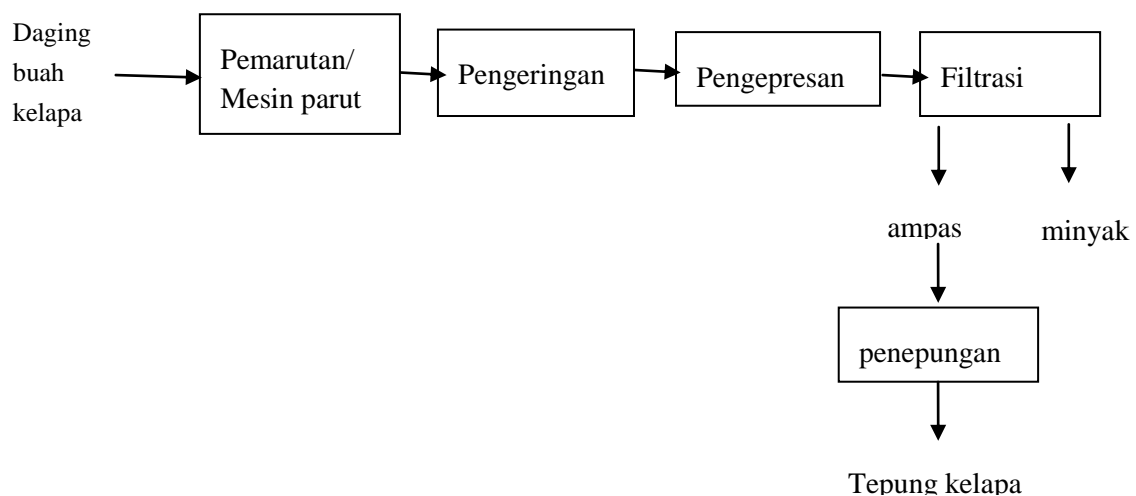 Daging
buah
kelapa
Pemarutan/
Mesin parut
Pengeringan
Pengepresan
Filtrasi
ampas
minyak
penepungan
Tepung kelapa